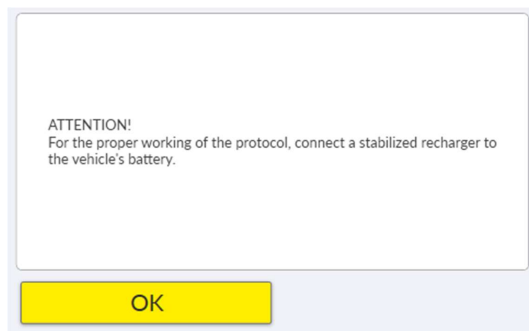 ATTENTION!
For the proper working of the protocol, connect a stabilized recharger to
the vehicle's battery.
OK